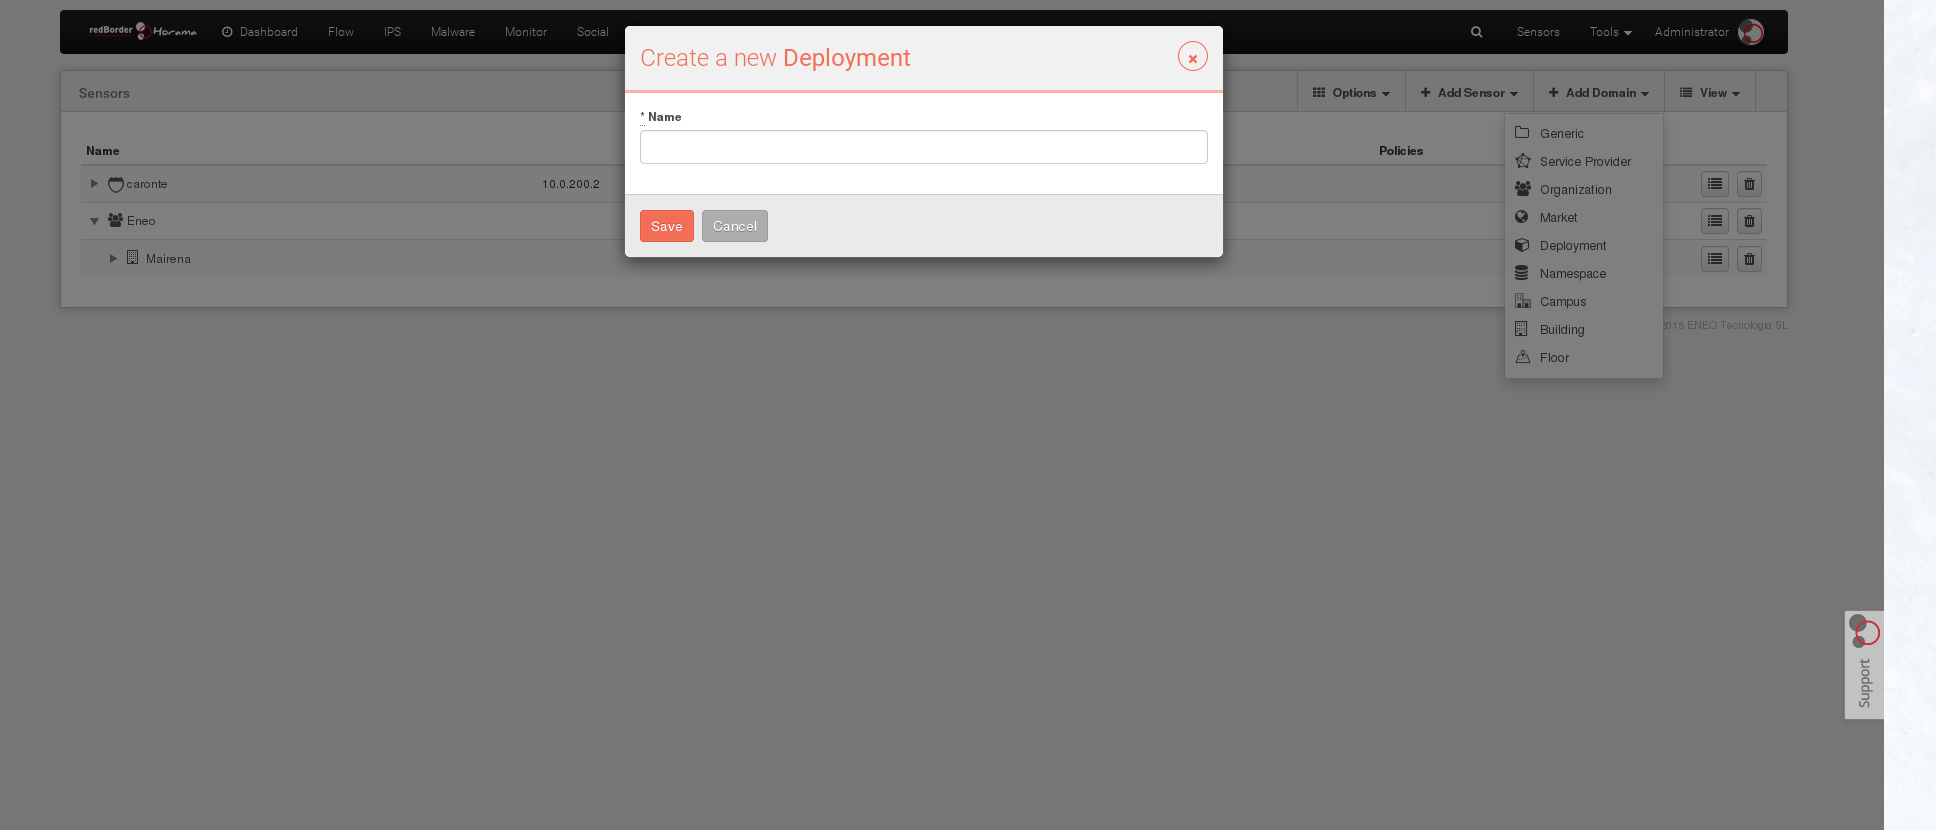 redBorder Horama Dashboard Flow IPS Malware Monitor Social Sensors Tools Administrator
Create a new Deployment
Sensors Options Add Sensor Add Domain View
* Name
Name Policies
caronte 10.0.200.2
Eneo
Mairena
Save Cancel
Generic
Service Provider
Organization
Market
Deployment
Namespace
Campus
Building
Floor
2015 ENEO Tecnología SL
Support